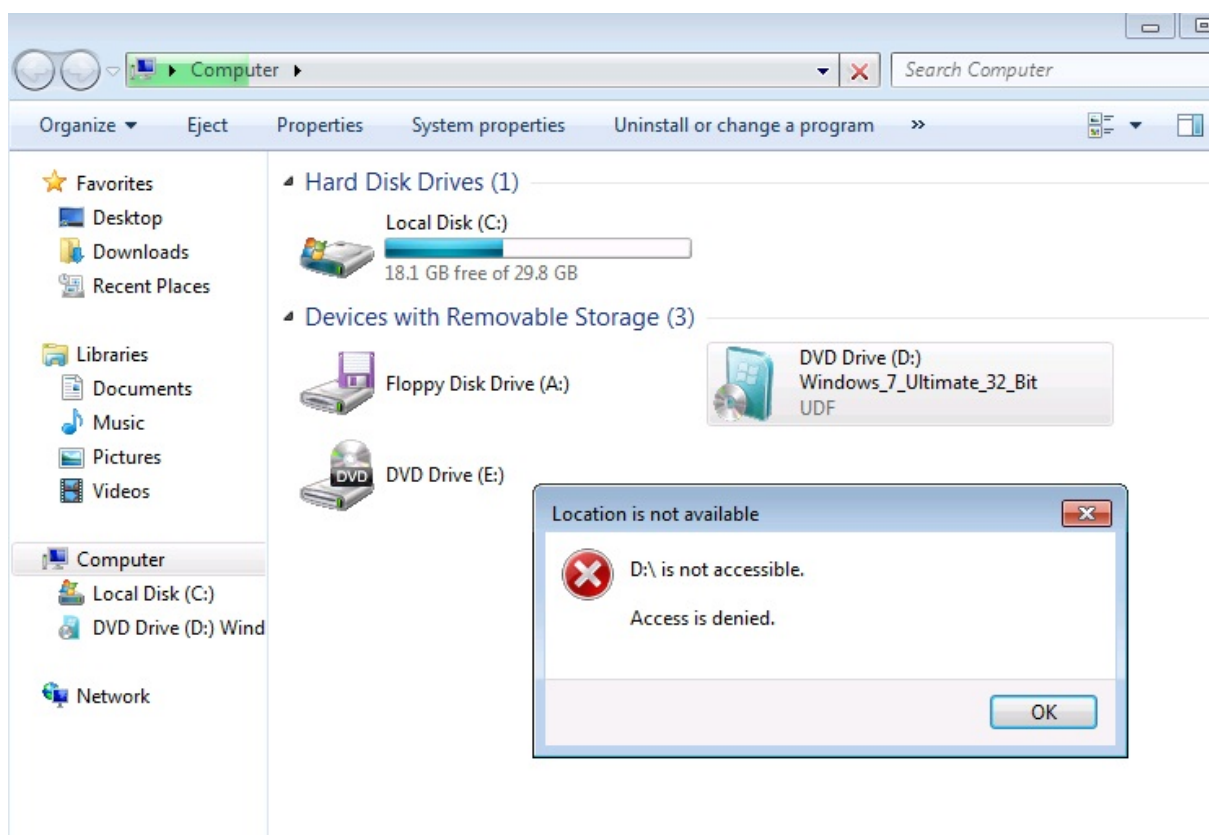 Computer
Search Computer
Organize
Eject
Properties
System properties
Uninstall or change a program
»
Favorites
Desktop
Downloads
Recent Places
Libraries
Documents
Music
Pictures
Videos
Computer
Local Disk (C:)
DVD Drive (D:) Wind
Network
Hard Disk Drives (1)
Local Disk (C:)
18.1 GB free of 29.8 GB
Devices with Removable Storage (3)
Floppy Disk Drive (A:)
DVD Drive (D:)
Windows_7_Ultimate_32_Bit
UDF
DVD
DVD Drive (E:)
Location is not available
D:\ is not accessible.
Access is denied.
OK